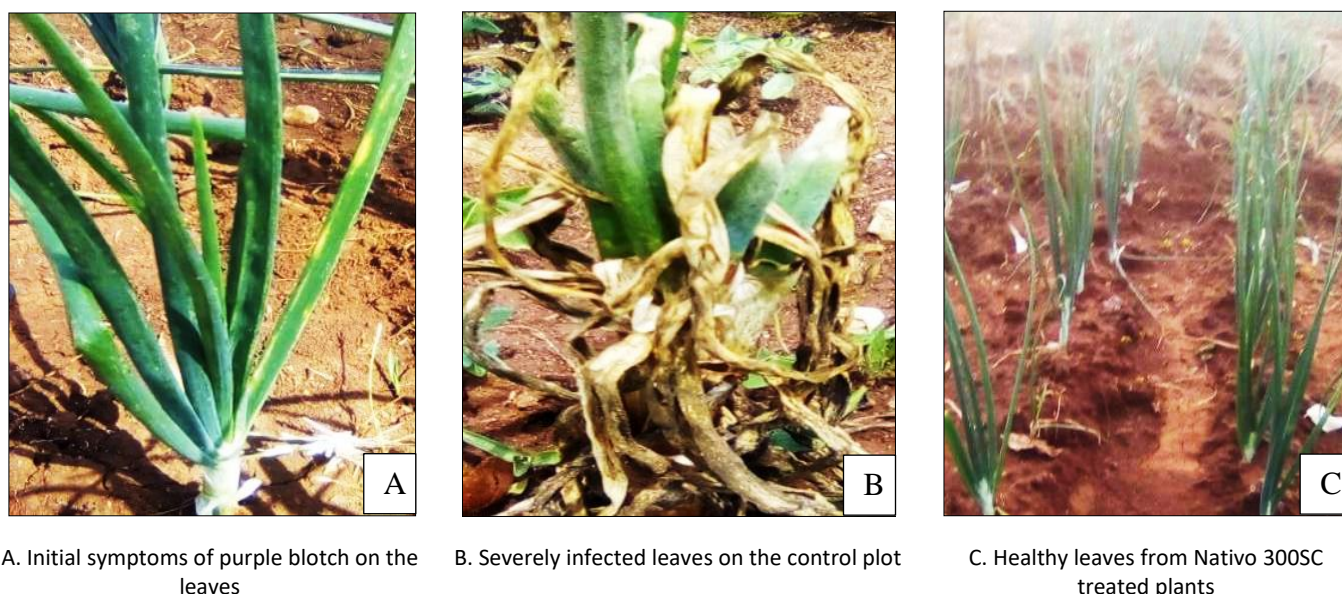 A
B
C
A. Initial symptoms of purple blotch on the
leaves
B. Severely infected leaves on the control plot
C. Healthy leaves from Nativo 300SC
treated plants